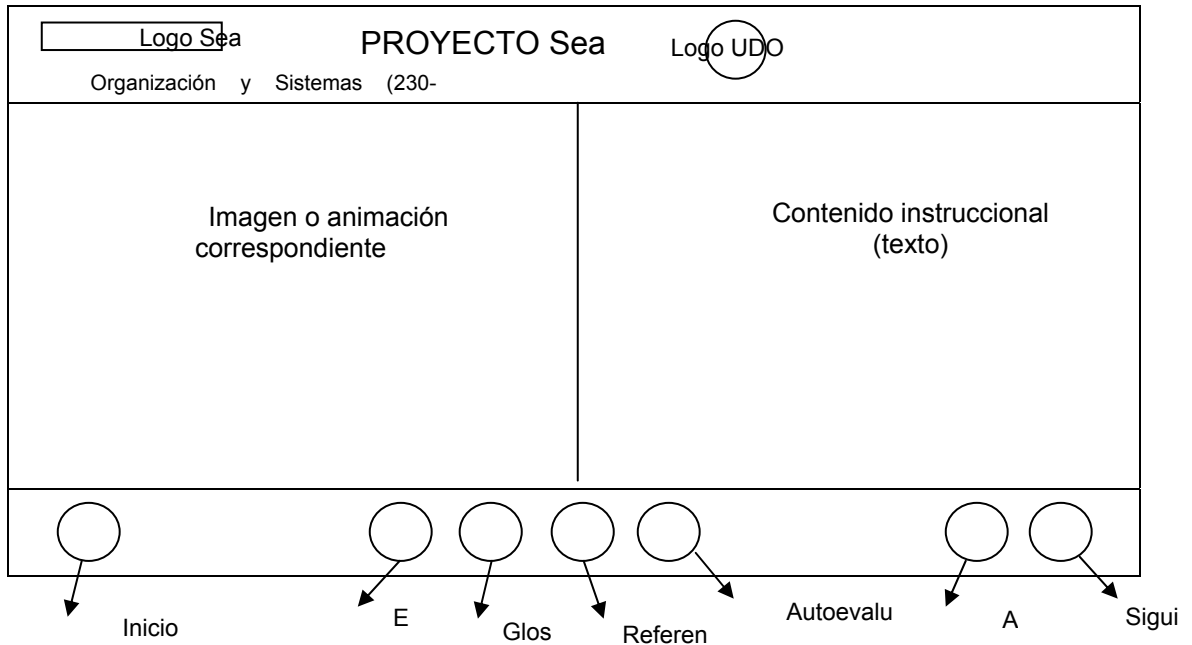 Logo Sea
PROYECTO Sea
Logo UDO
Organización y Sistemas (230-
Imagen o animación
correspondiente
Contenido instruccional
(texto)
Inicio
E
Glos
Referen
Autoevalu
A
Sigui